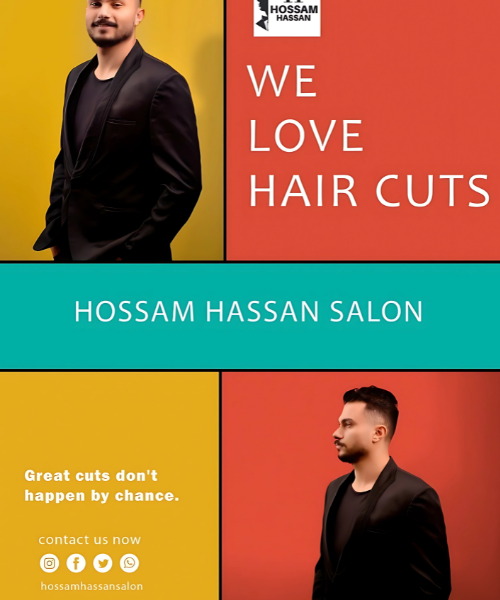 HOSSAM
HASSAN
WE
LOVE
HAIR CUTS
HOSSAM HASSAN SALON
Great cuts don't
happen by chance.
contact us now
hossamhassansalon